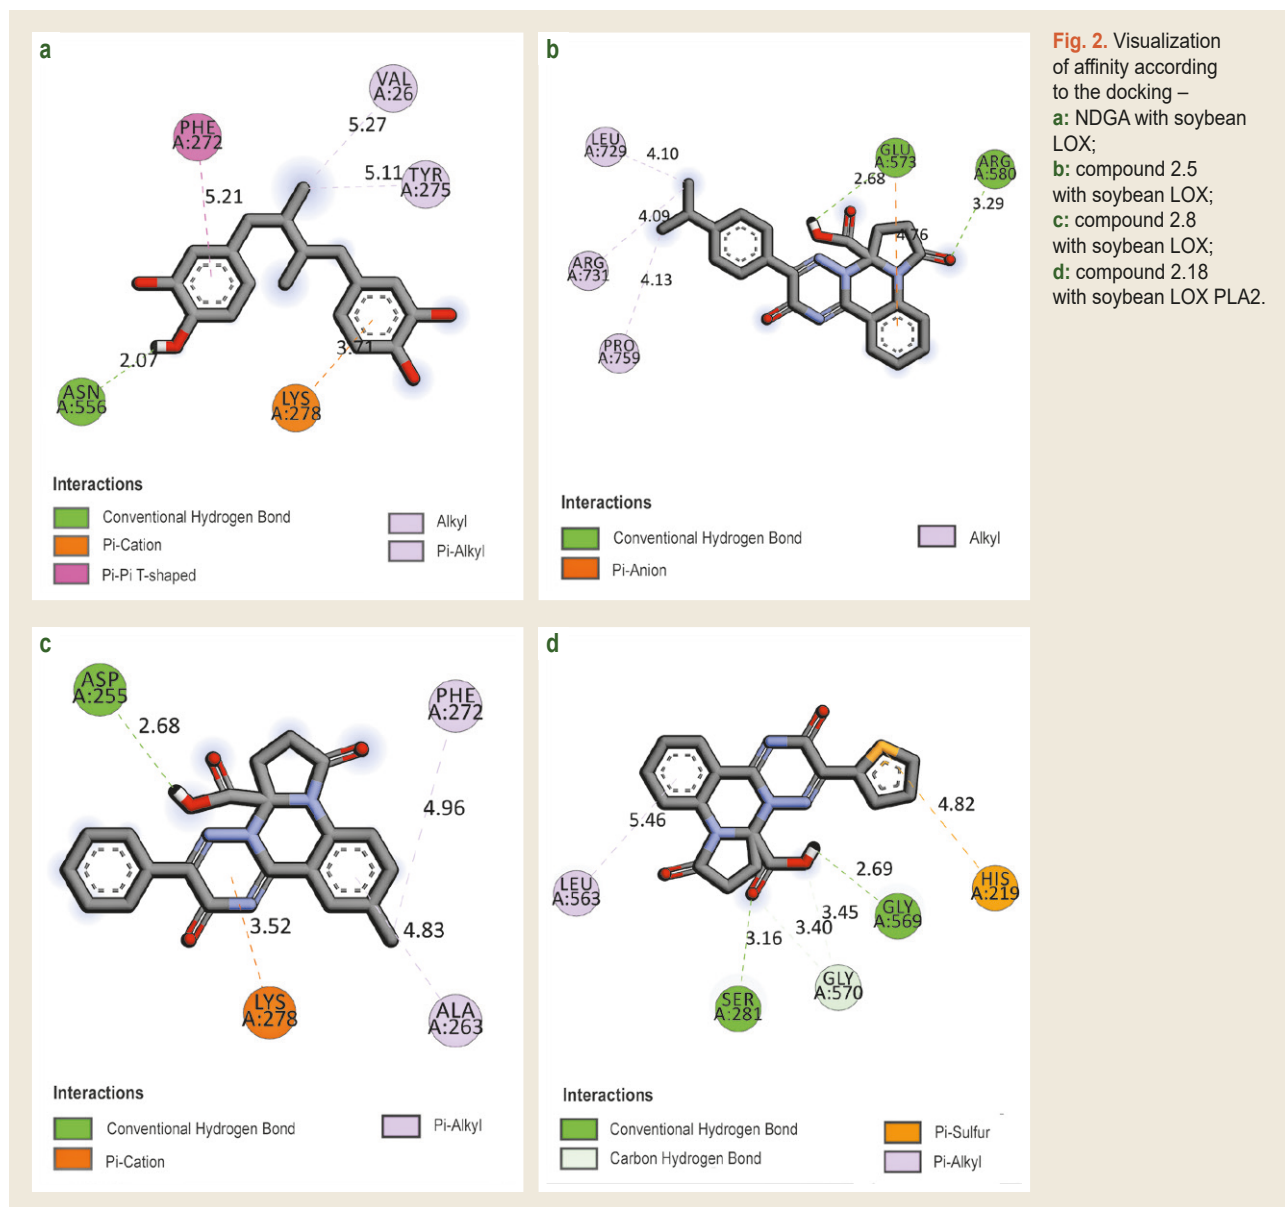 a
VAL
A:26
PHE
A:272
5.27
5.11
TYR
A:275
5.21
3.71
2.07
ASN
A:556
LYS
A:278
Interactions
Conventional Hydrogen Bond
Pi-Cation
Pi-Pi T-shaped
Alkyl
Pi-Alkyl
b
LEU
A:729
4.10
GLU
A:573
2.68
ARG
A:580
3.29
4.09
4.76
ARG
A:731
4.13
PRO
A:759
Interactions
Conventional Hydrogen Bond
Pi-Anion
Alkyl
Fig. 2. Visualization
of affinity according
to the docking –
a: NDGA with soybean
LOX;
b: compound 2.5
with soybean LOX;
c: compound 2.8
with soybean LOX;
d: compound 2.18
with soybean LOX PLA2.
c
ASP
A:255
2.68
PHE
A:272
4.96
3.52
4.83
LYS
A:278
ALA
A:263
Interactions
Conventional Hydrogen Bond
Pi-Cation
Pi-Alkyl
d
4.82
5.46
LEU
A:563
2.69
HIS
A:219
3.45
GLY
A:569
3.40
3.16
GLY
A:570
SER
A:281
Interactions
Conventional Hydrogen Bond
Carbon Hydrogen Bond
Pi-Sulfur
Pi-Alkyl